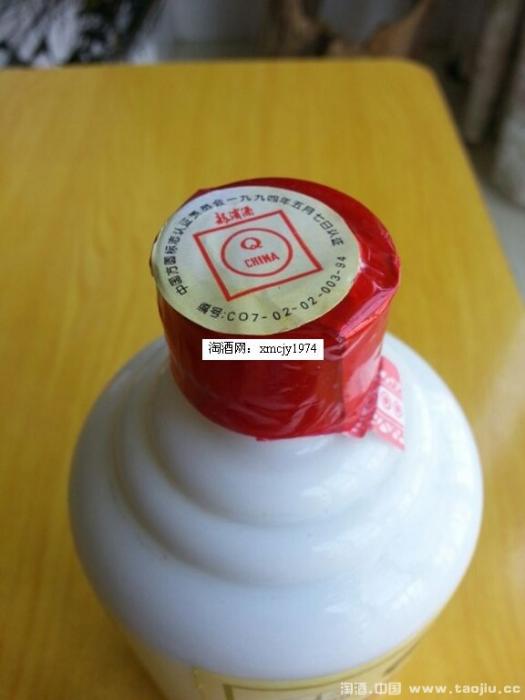 中国方圆标志认证委员会一九九四年五月七日认证
Q
CHINA
编号:CO7-02-02-003-94
淘酒网：xmcjy1974
淘酒.中国 www.taojiu.cc